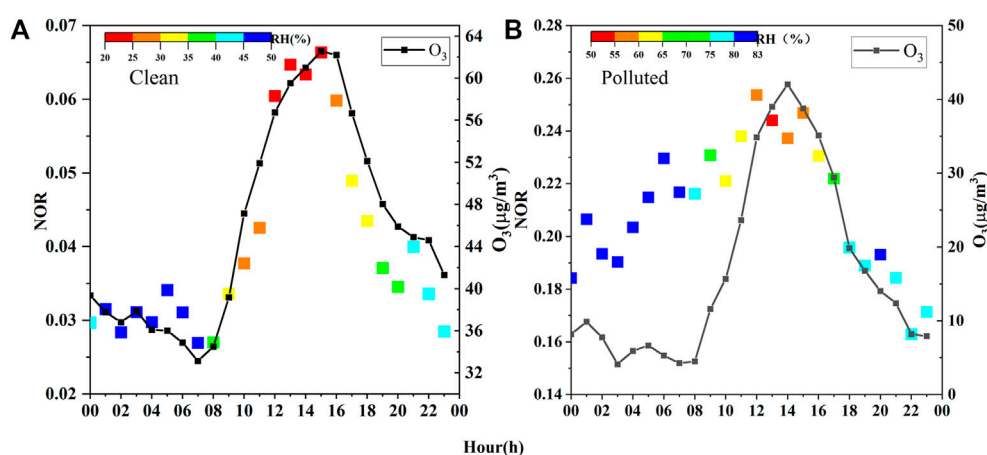 A
Clean
RH(%)
20 25 30 35 40 45 50
O3
NOR
0.07
0.06
0.05
0.04
0.03
0.02
O3(μg/m³)
64
60
56
52
48
44
40
36
32
00 02 04 06 08 10 12 14 16 18 20 22 00
B
Polluted
RH (%)
50 55 60 65 70 75 80 83
O3
NOR
0.28
0.26
0.24
0.22
0.20
0.18
0.16
0.14
O3(μg/m³)
50
40
30
20
10
0
00 02 04 06 08 10 12 14 16 18 20 22 00
Hour(h)